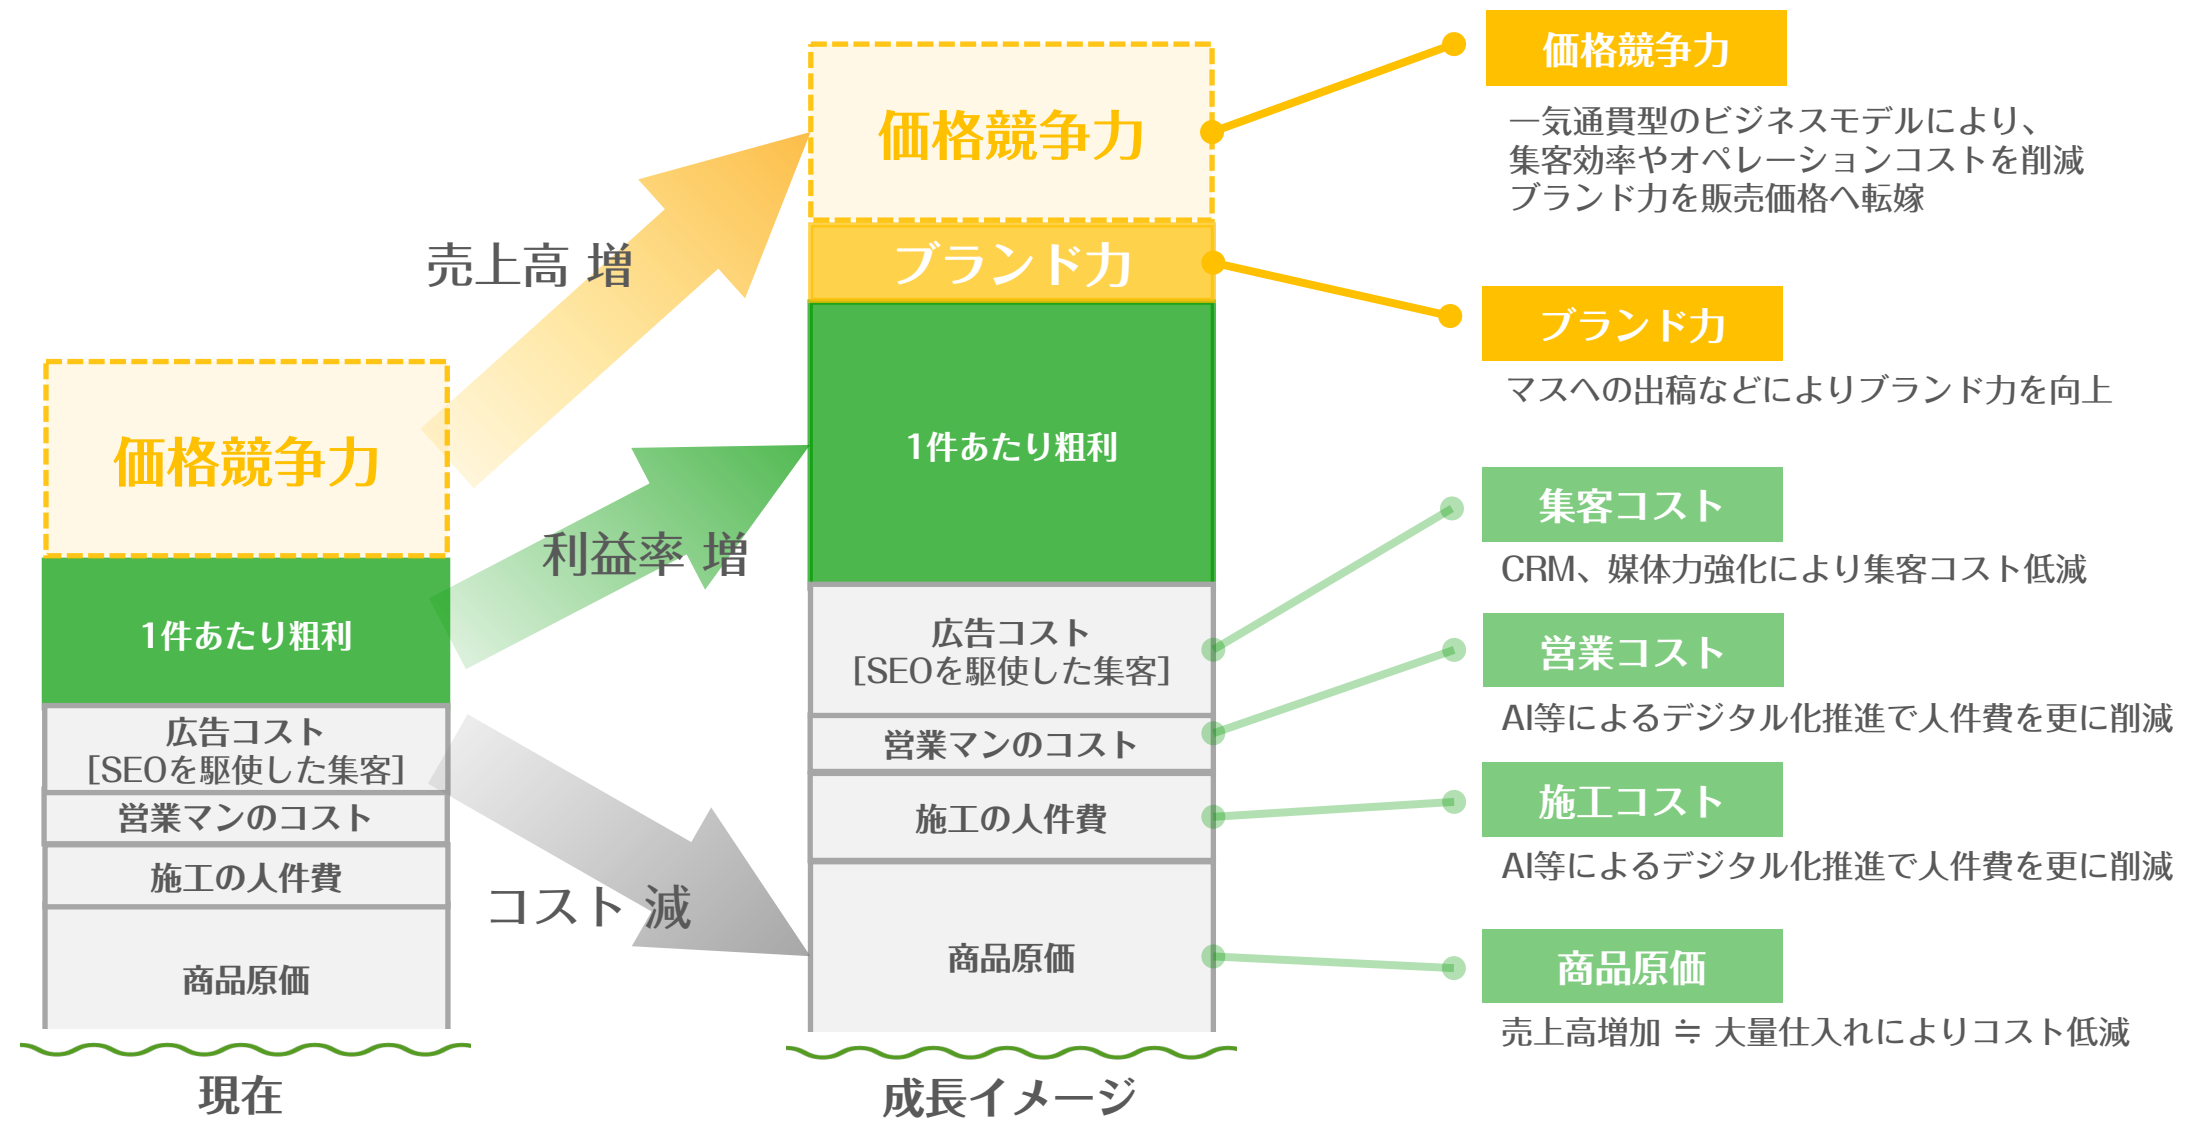 価格競争力
1件あたり粗利
広告コスト
[SEOを駆使した集客]
営業マンのコスト
施工の人件費
商品原価
現在
売上高 増
利益率 増
コスト 減
価格競争力
ブランド力
1件あたり粗利
広告コスト
[SEOを駆使した集客]
営業マンのコスト
施工の人件費
商品原価
成長イメージ
価格競争力
一気通貫型のビジネスモデルにより、
集客効率やオペレーションコストを削減
ブランド力を販売価格へ転嫁
ブランド力
マスへの出稿などによりブランド力を向上
集客コスト
CRM、媒体力強化により集客コスト低減
営業コスト
AI等によるデジタル化推進で人件費を更に削減
施工コスト
AI等によるデジタル化推進で人件費を更に削減
商品原価
売上高増加 ≒ 大量仕入れによりコスト低減